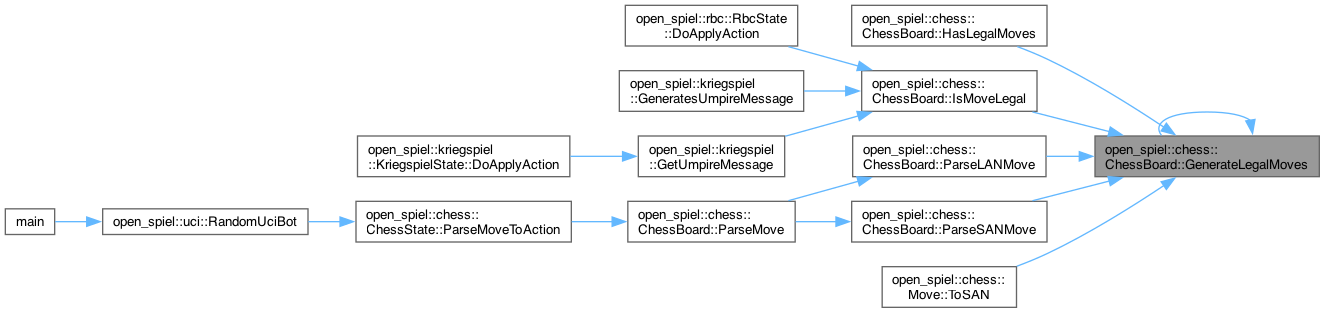 open_spiel::rbc::RbcState
::DoApplyAction
open_spiel::chess::
ChessBoard::HasLegalMoves
open_spiel::kriegspiel
::GeneratesUmpireMessage
open_spiel::chess::
ChessBoard::IsMoveLegal
open_spiel::kriegspiel
::KriegspielState::DoApplyAction
open_spiel::kriegspiel
::GetUmpireMessage
open_spiel::chess::
ChessBoard::ParseLANMove
open_spiel::chess::
ChessBoard::GenerateLegalMoves
main
open_spiel::uci::RandomUciBot
open_spiel::chess::
ChessState::ParseMoveToAction
open_spiel::chess::
ChessBoard::ParseMove
open_spiel::chess::
ChessBoard::ParseSANMove
open_spiel::chess::
Move::ToSAN